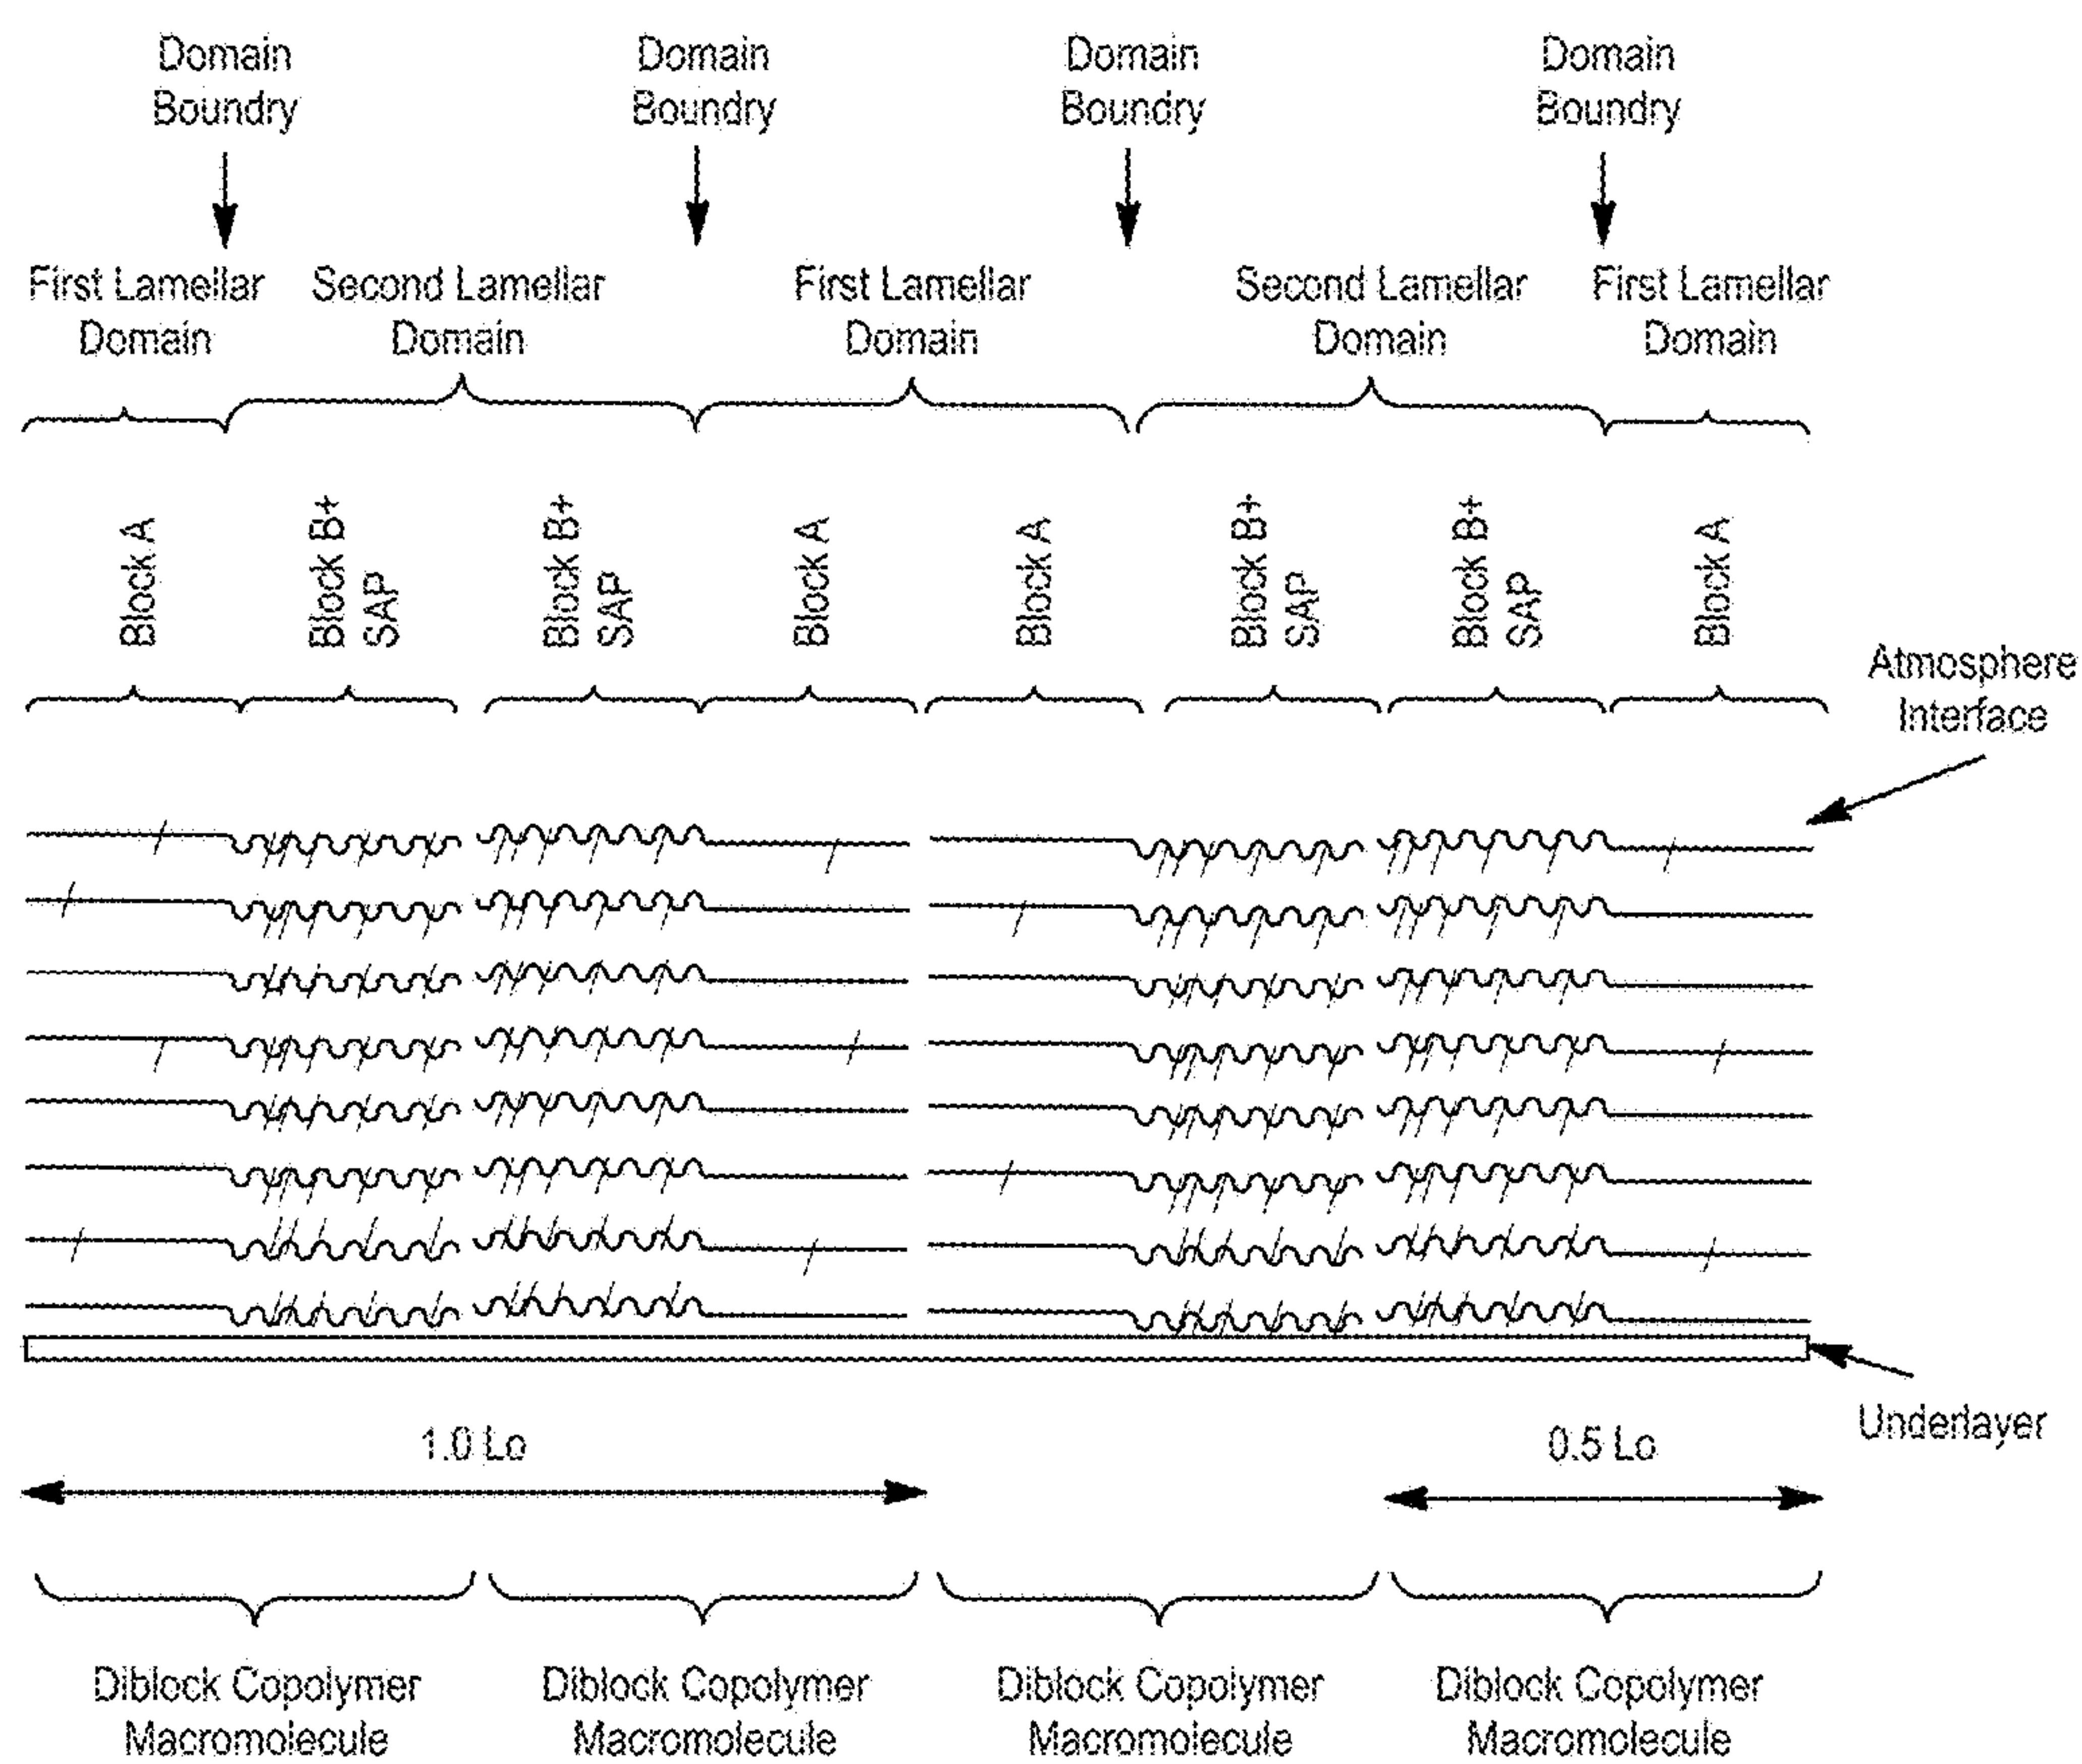 Domain
Boundry
Domain
Boundry
Domain
Boundry
Domain
Boundry
First Lamellar
Domain
Second Lamellar
Domain
First Lamellar
Domain
Second Lamellar
Domain
First Lamellar
Domain
Block A
Block B+
SAP
Block B+
SAP
Block A
Block A
Block B+
SAP
Block B+
SAP
Block A
Atmosphere
Interface
Underlayer
1.0 Lo
0.5 Lo
Diblock Copolymer
Macromolecule
Diblock Copolymer
Macromolecule
Diblock Copolymer
Macromolecule
Diblock Copolymer
Macromolecule